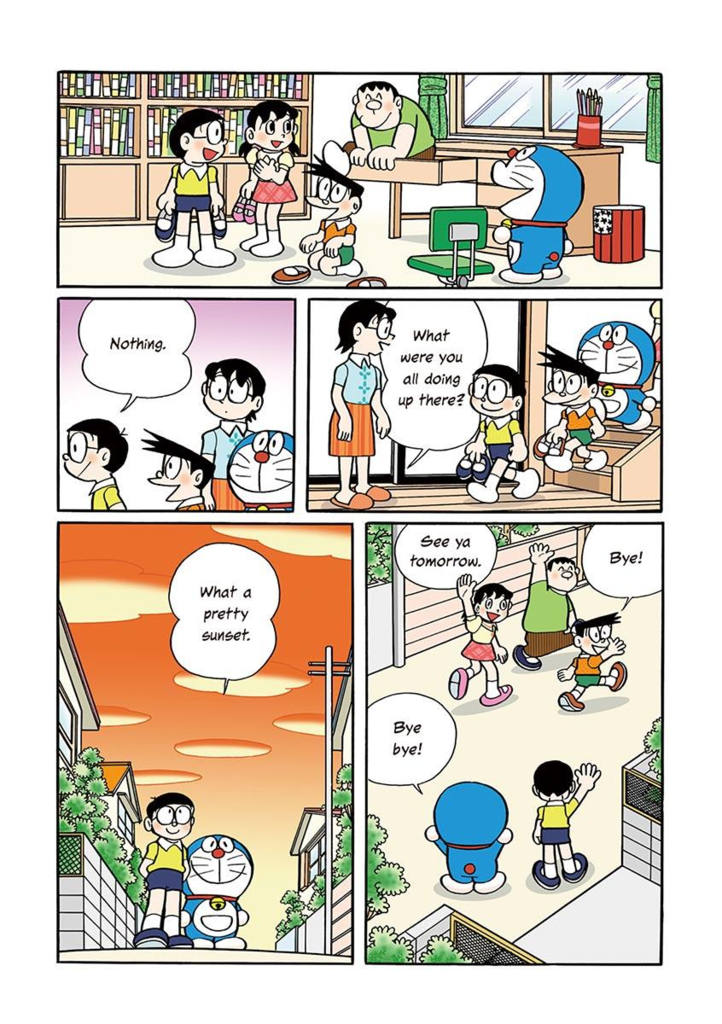 What
were you
all doing
up there?
Nothing.
See ya
tomorrow.
Bye!
Bye
bye!
What a
pretty
sunset.